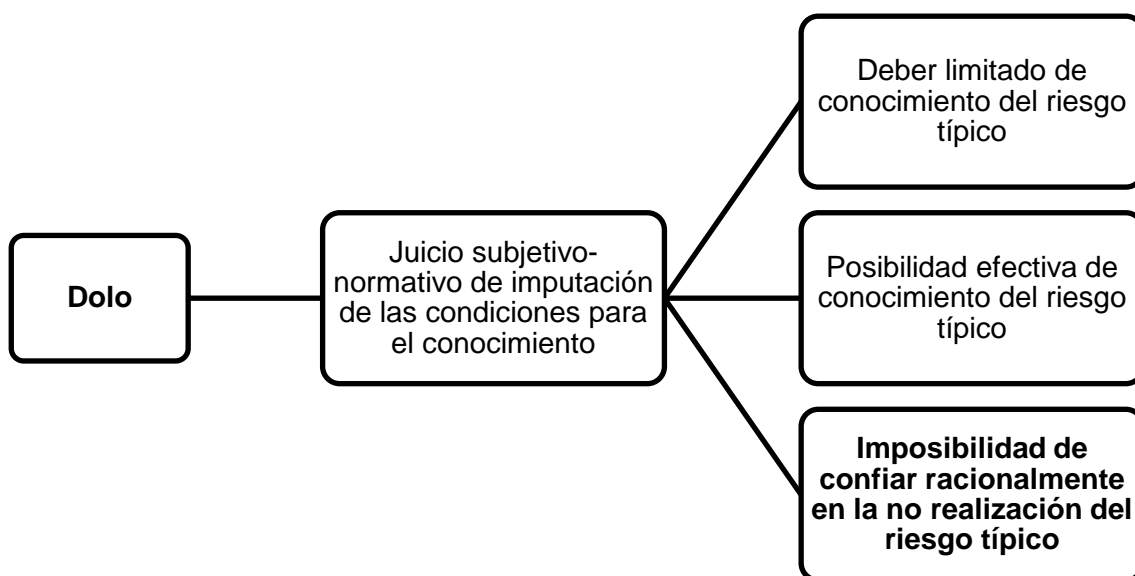 Dolo
Juicio subjetivo-
normativo de imputación
de las condiciones para
el conocimiento
Deber limitado de
conocimiento del riesgo
típico
Posibilidad efectiva de
conocimiento del riesgo
típico
Imposibilidad de
confiar racionalmente
en la no realización del
riesgo típico